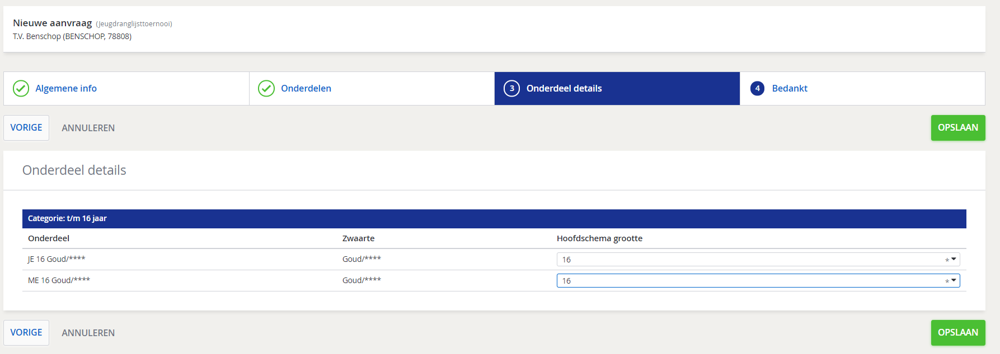 Nieuwe aanvraag (Jeugdranglijsttoernooi)
T.V. Benschop (BENSCHOP, 78808)
Algemene info
Onderdelen
3 Onderdeel details
4 Bedankt
VORIGE ANNULEREN OPSLAAN
Onderdeel details
Categorie: t/m 16 jaar
Onderdeel Zwaarte Hoofdschema grootte
JE 16 Goud/**** Goud/**** 16 *
ME 16 Goud/**** Goud/**** 16 *
VORIGE ANNULEREN OPSLAAN